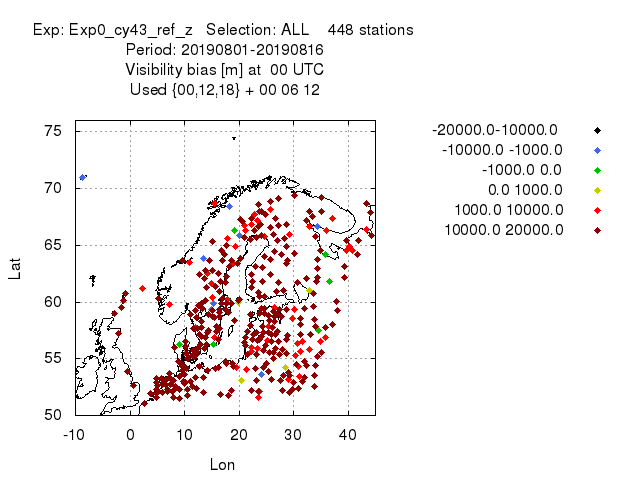 Exp: Exp0_cy43_ref_z Selection: ALL 448 stations
Period: 20190801-20190816
Visibility bias [m] at 00 UTC
Used {00,12,18} + 00 06 12
-20000.0-10000.0
-10000.0 -1000.0
-1000.0 0.0
0.0 1000.0
1000.0 10000.0
10000.0 20000.0
75
70
65
60
55
50
Lat
-10 0 10 20 30 40
Lon